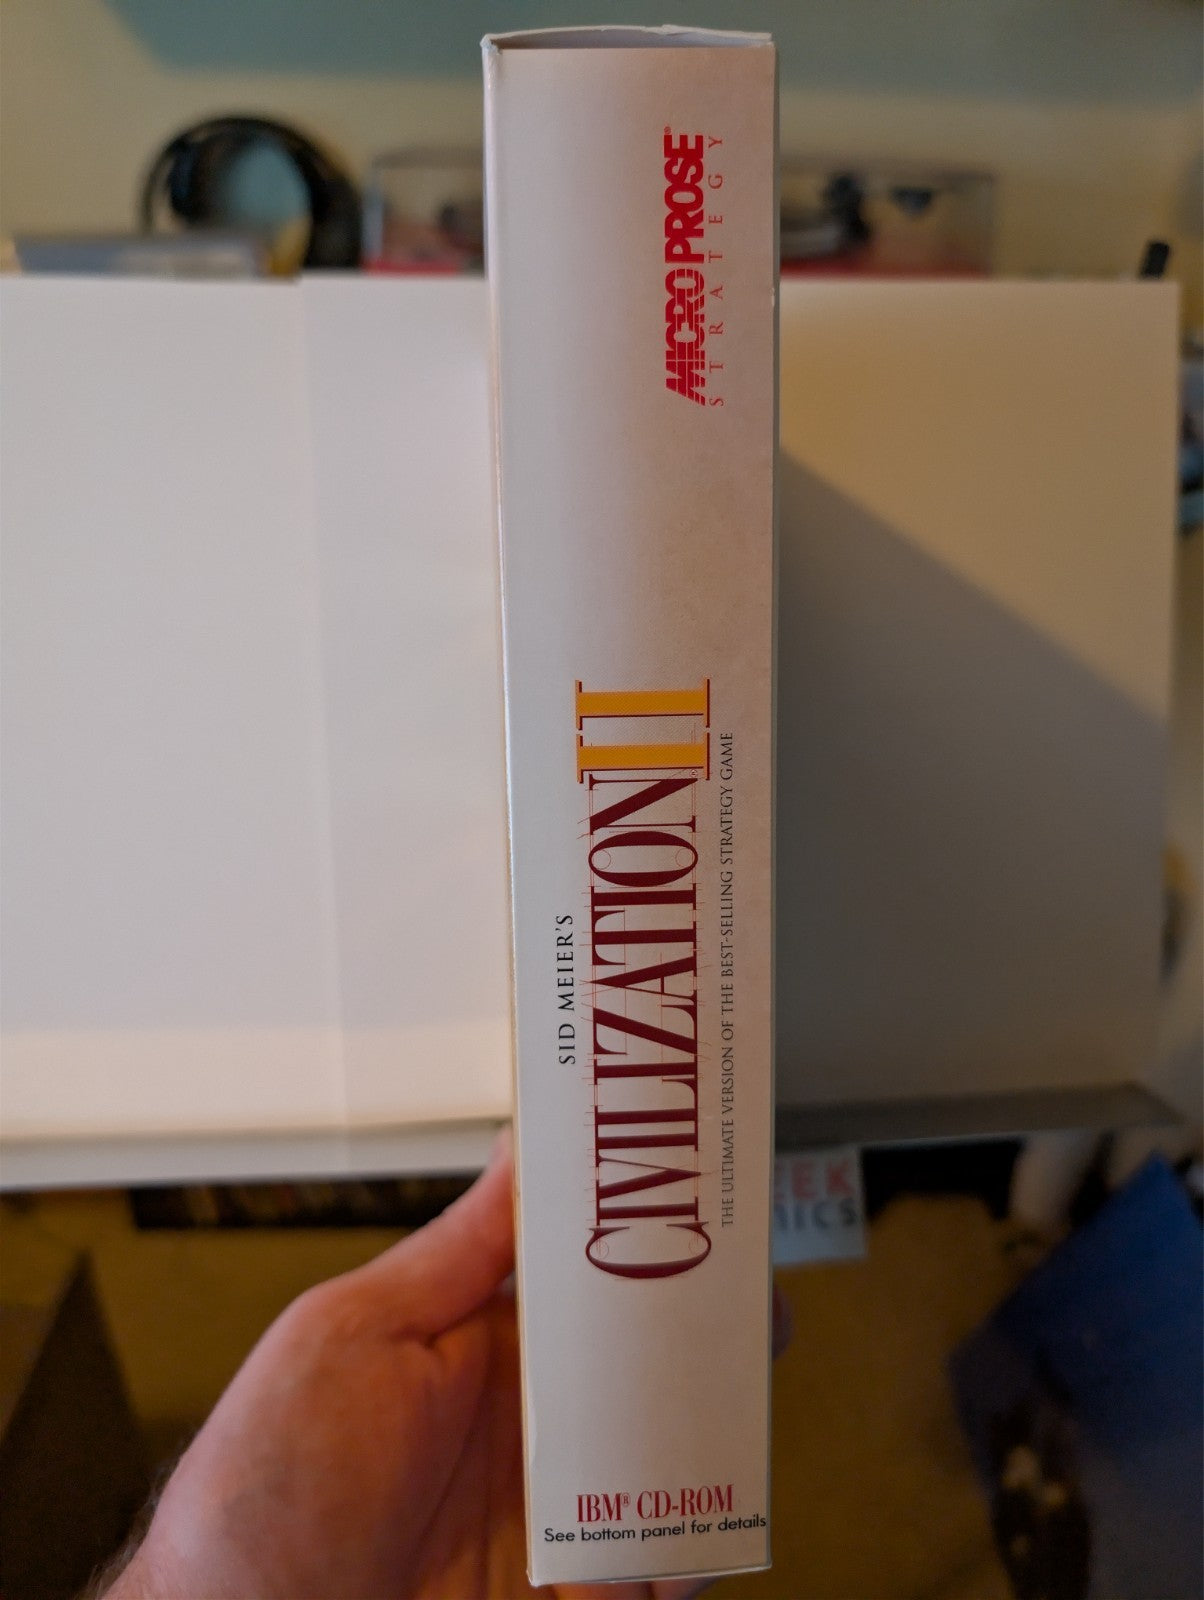 MICROPROSE®
STRATEGY
SID MEIER'S
CIVILIZATION II®
THE ULTIMATE VERSION OF THE BEST-SELLING STRATEGY GAME
IBM® CD-ROM
See bottom panel for details